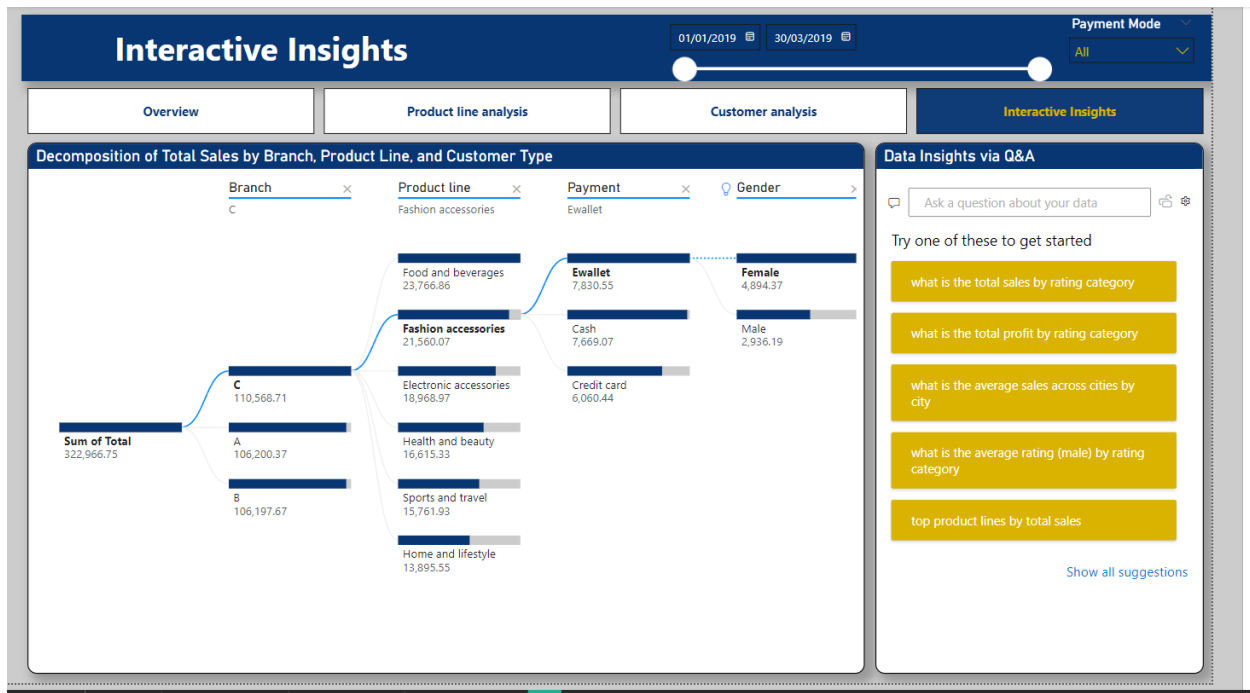 Interactive Insights
01/01/2019
30/03/2019
Payment Mode
All
Overview
Product line analysis
Customer analysis
Interactive Insights
Decomposition of Total Sales by Branch, Product Line, and Customer Type
Branch
C
Product line
Fashion accessories
Payment
Ewallet
Gender
Sum of Total
322,966.75
C
110,568.71
A
106,200.37
B
106,197.67
Food and beverages
23,766.86
Fashion accessories
21,560.07
Electronic accessories
18,968.97
Health and beauty
16,615.33
Sports and travel
15,761.93
Home and lifestyle
13,895.55
Ewallet
7,830.55
Cash
7,669.07
Credit card
6,060.44
Female
4,894.37
Male
2,936.19
Data Insights via Q&A
Ask a question about your data
Try one of these to get started
what is the total sales by rating category
what is the total profit by rating category
what is the average sales across cities by
city
what is the average rating (male) by rating
category
top product lines by total sales
Show all suggestions